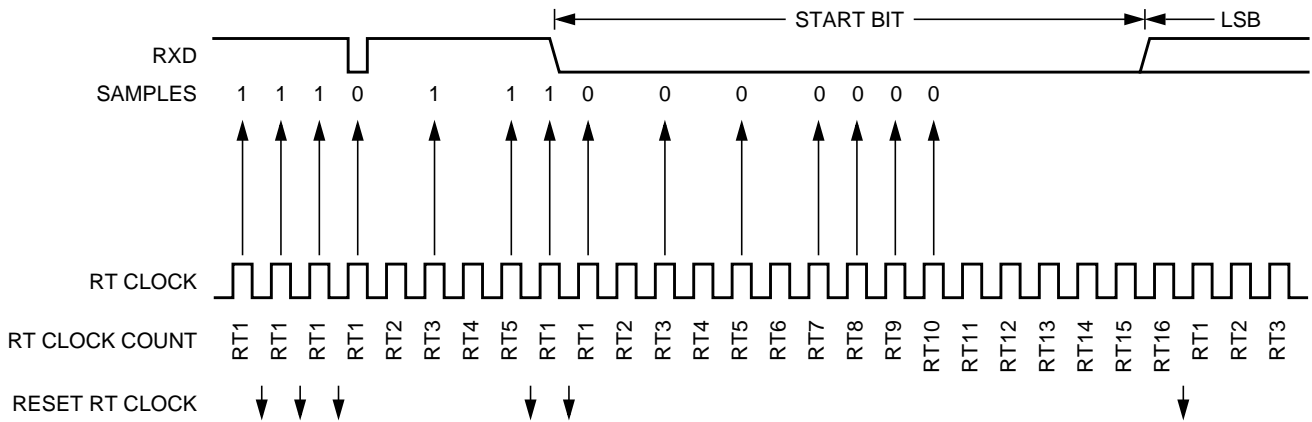 START BIT LSB
RXD
SAMPLES 1 1 1 0 1 1 1 0 0 0 0 0 0 0
RT CLOCK
RT CLOCK COUNT RT1 RT1 RT1 RT1 RT2 RT3 RT4 RT5 RT1 RT1 RT2 RT3 RT4 RT5 RT6 RT7 RT8 RT9 RT10 RT11 RT12 RT13 RT14 RT15 RT16 RT1 RT2 RT3
RESET RT CLOCK